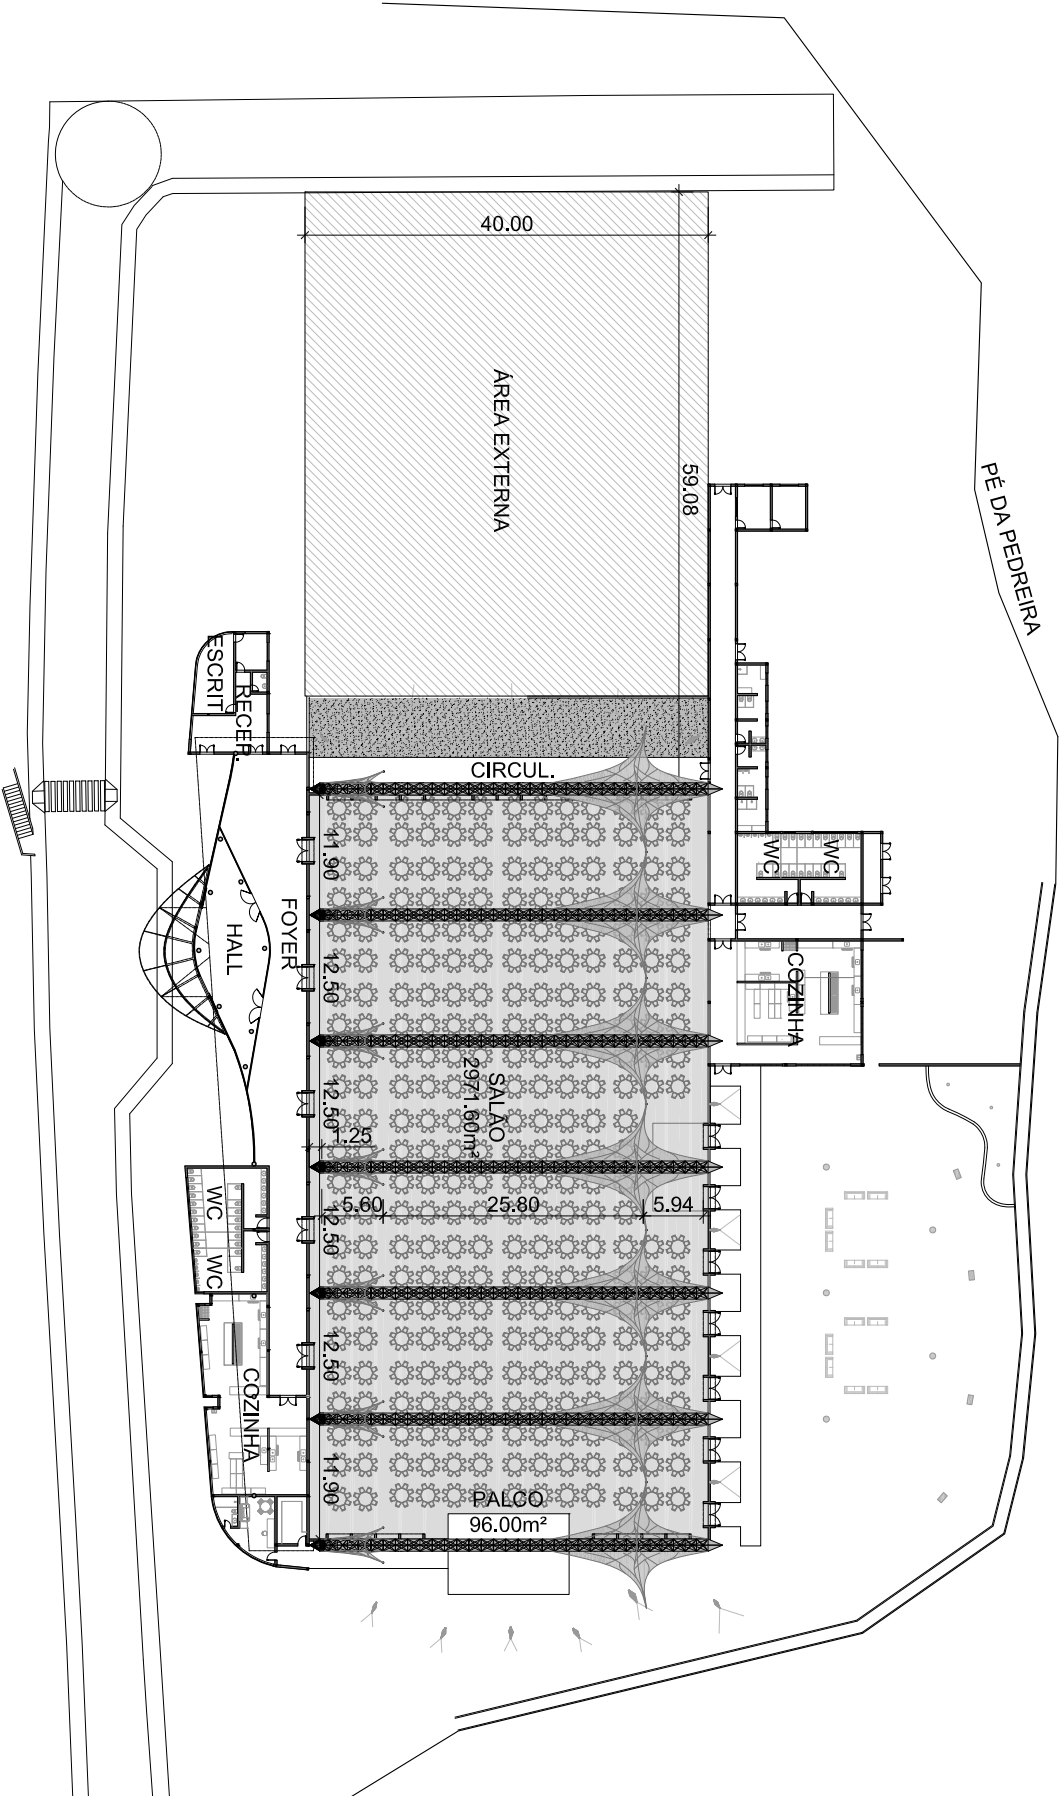 40.00
ÁREA EXTERNA
59.08
PÉ DA PEDREIRA
ESCRIT
RECEP.
CIRCUL.
11.90
WC
WC
FOYER
HALL
12.50
COZINHA
SALÃO
2971.60m²
12.50
1.25
5.60
25.80
5.94
WC
WC
12.50
12.50
COZINHA
11.90
PALCO
96.00m²